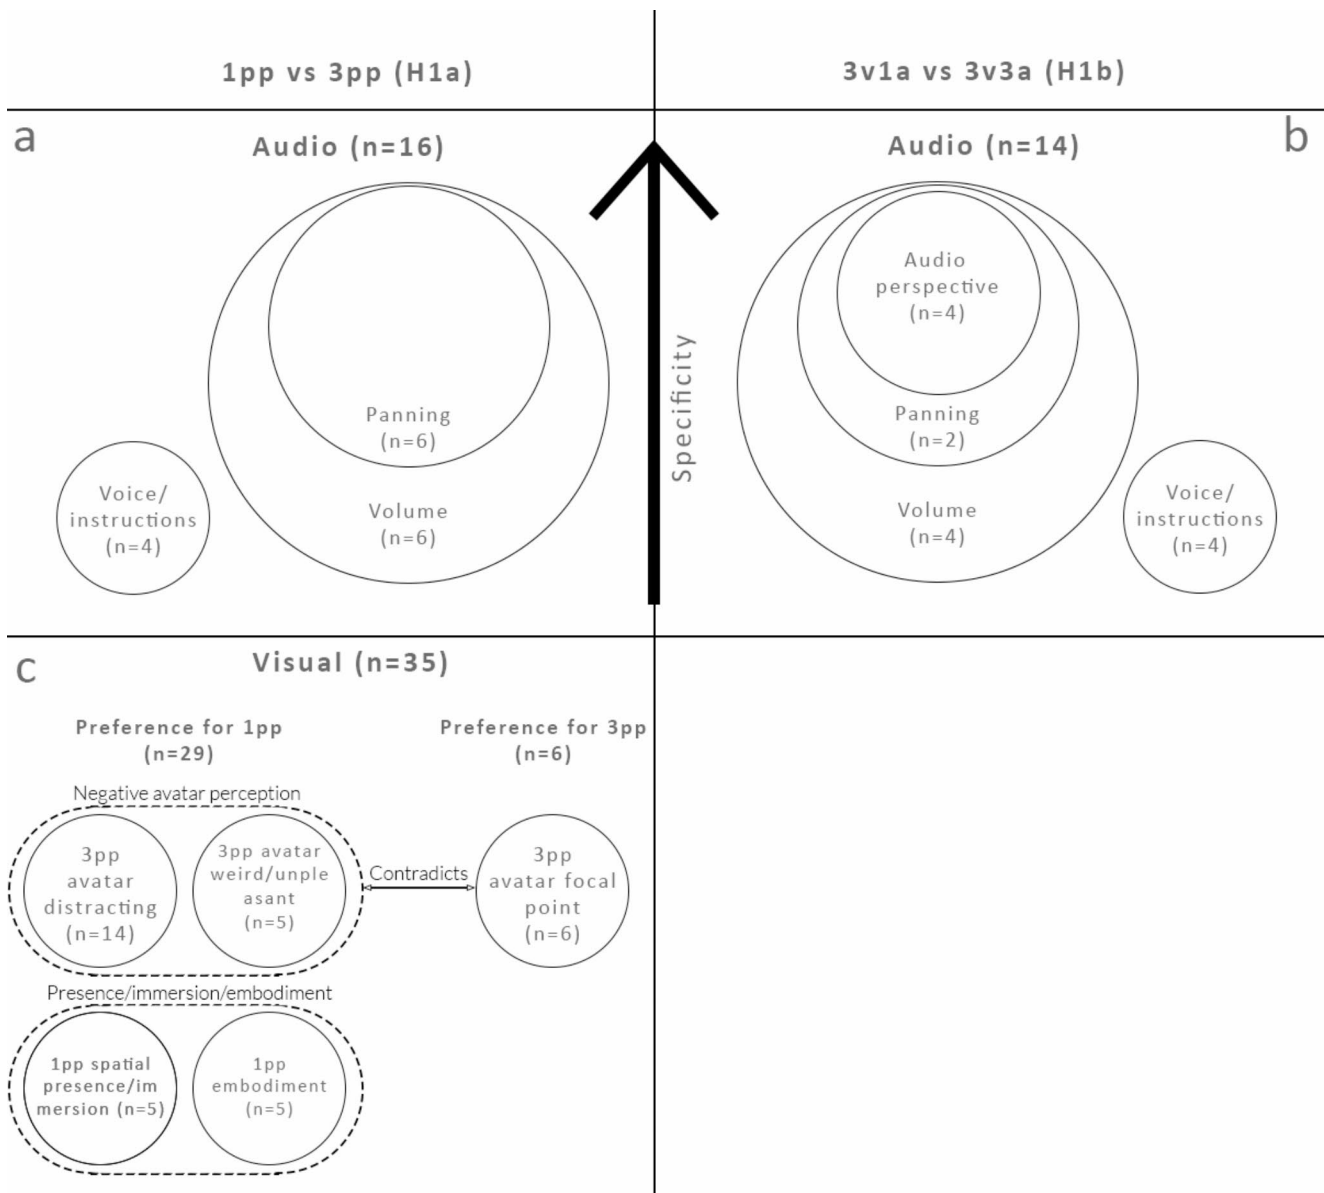 1pp vs 3pp (H1a)
3v1a vs 3v3a (H1b)
a
Audio (n=16)
Panning
(n=6)
Volume
(n=6)
Voice/
instructions
(n=4)
Specificity
b
Audio (n=14)
Audio
perspective
(n=4)
Panning
(n=2)
Volume
(n=4)
Voice/
instructions
(n=4)
c
Visual (n=35)
Preference for 1pp
(n=29)
Preference for 3pp
(n=6)
Negative avatar perception
3pp
avatar
distracting
(n=14)
3pp avatar
weird/unple
asant
(n=5)
Contradicts
3pp
avatar focal
point
(n=6)
Presence/immersion/embodiment
1pp spatial
presence/im
mersion (n=5)
1pp
embodiment
(n=5)